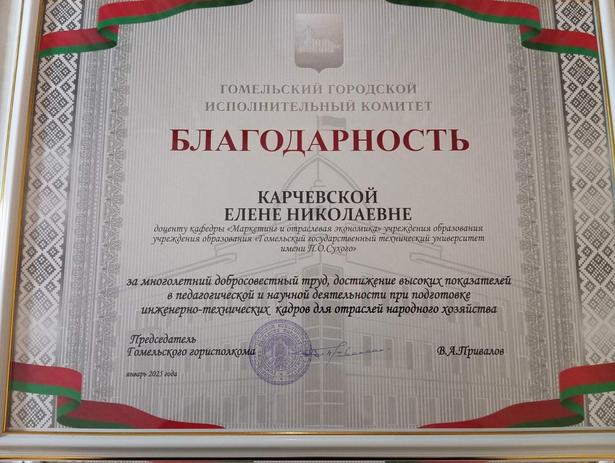 ГОМЕЛЬСКИЙ ГОРОДСКОЙ
ИСПОЛНИТЕЛЬНЫЙ КОМИТЕТ
БЛАГОДАРНОСТЬ
КАРЧЕВСКОЙ
ЕЛЕНЕ НИКОЛАЕВНЕ
доценту кафедры «Маркетинг и отраслевая экономика» учреждения образования
учреждения образования «Гомельский государственный технический университет
имени П.О.Сухого»
за многолетний добросовестный труд, достижение высоких показателей
в педагогической и научной деятельности при подготовке
инженерно-технических кадров для отраслей народного хозяйства
Председатель
Гомельского горисполкома
В.А.Привалов
январь 2025 года